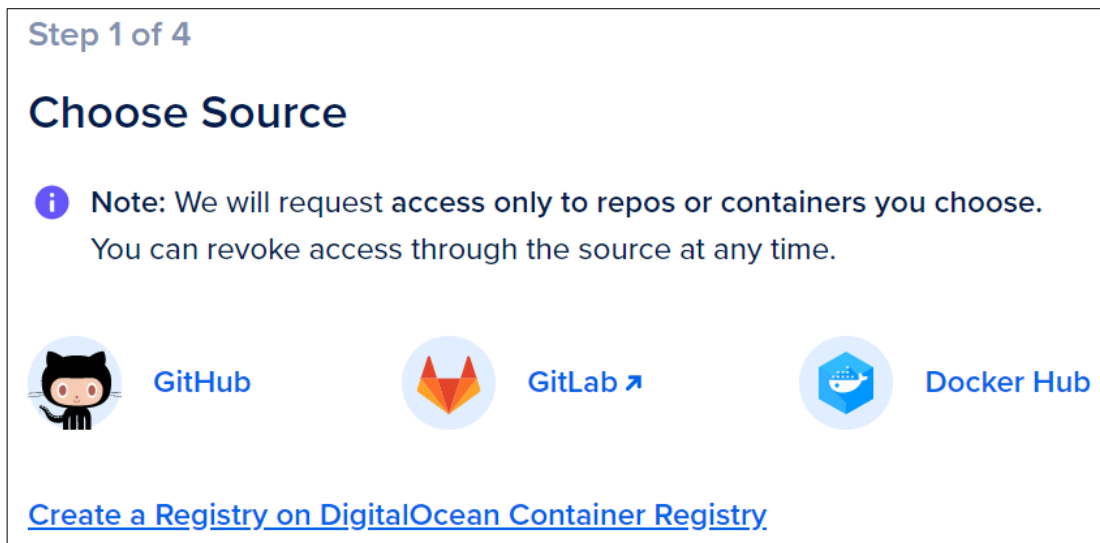 Step 1 of 4
Choose Source
Note: We will request access only to repos or containers you choose.
You can revoke access through the source at any time.
GitHub
GitLab
Docker Hub
Create a Registry on DigitalOcean Container Registry